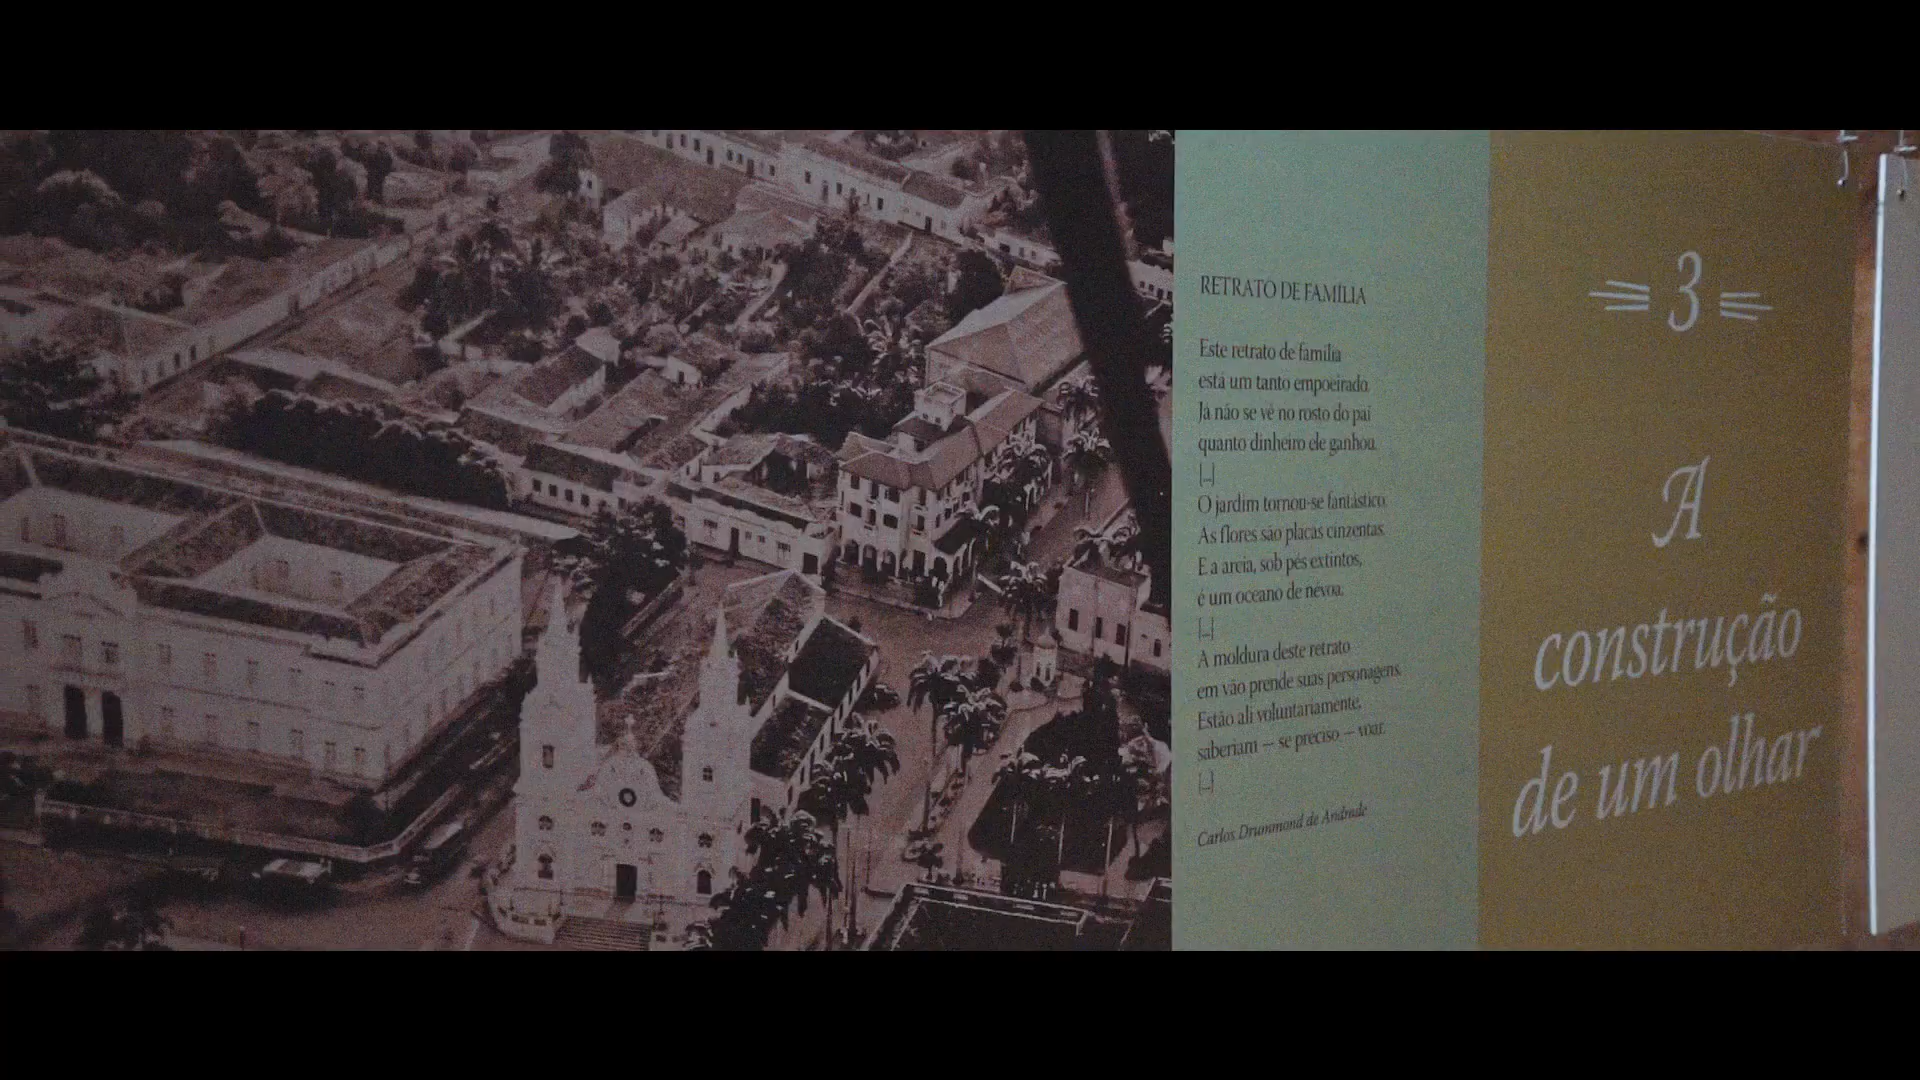 RETRATO DE FAMÍLIA
Este retrato de família
está um tanto empoeirado.
Já não se vê no rosto do pai
quanto dinheiro ele ganhou.
[...]
O jardim tornou-se fantástico.
As flores são placas cinzentas.
E a areia, sob pés extintos,
é um oceano de névoa.
[...]
A moldura deste retrato
em vão prende suas personagens.
Estão ali voluntariamente,
saberiam — se preciso — voar.
[...]
Carlos Drummond de Andrade
3
A
construção
de um olhar